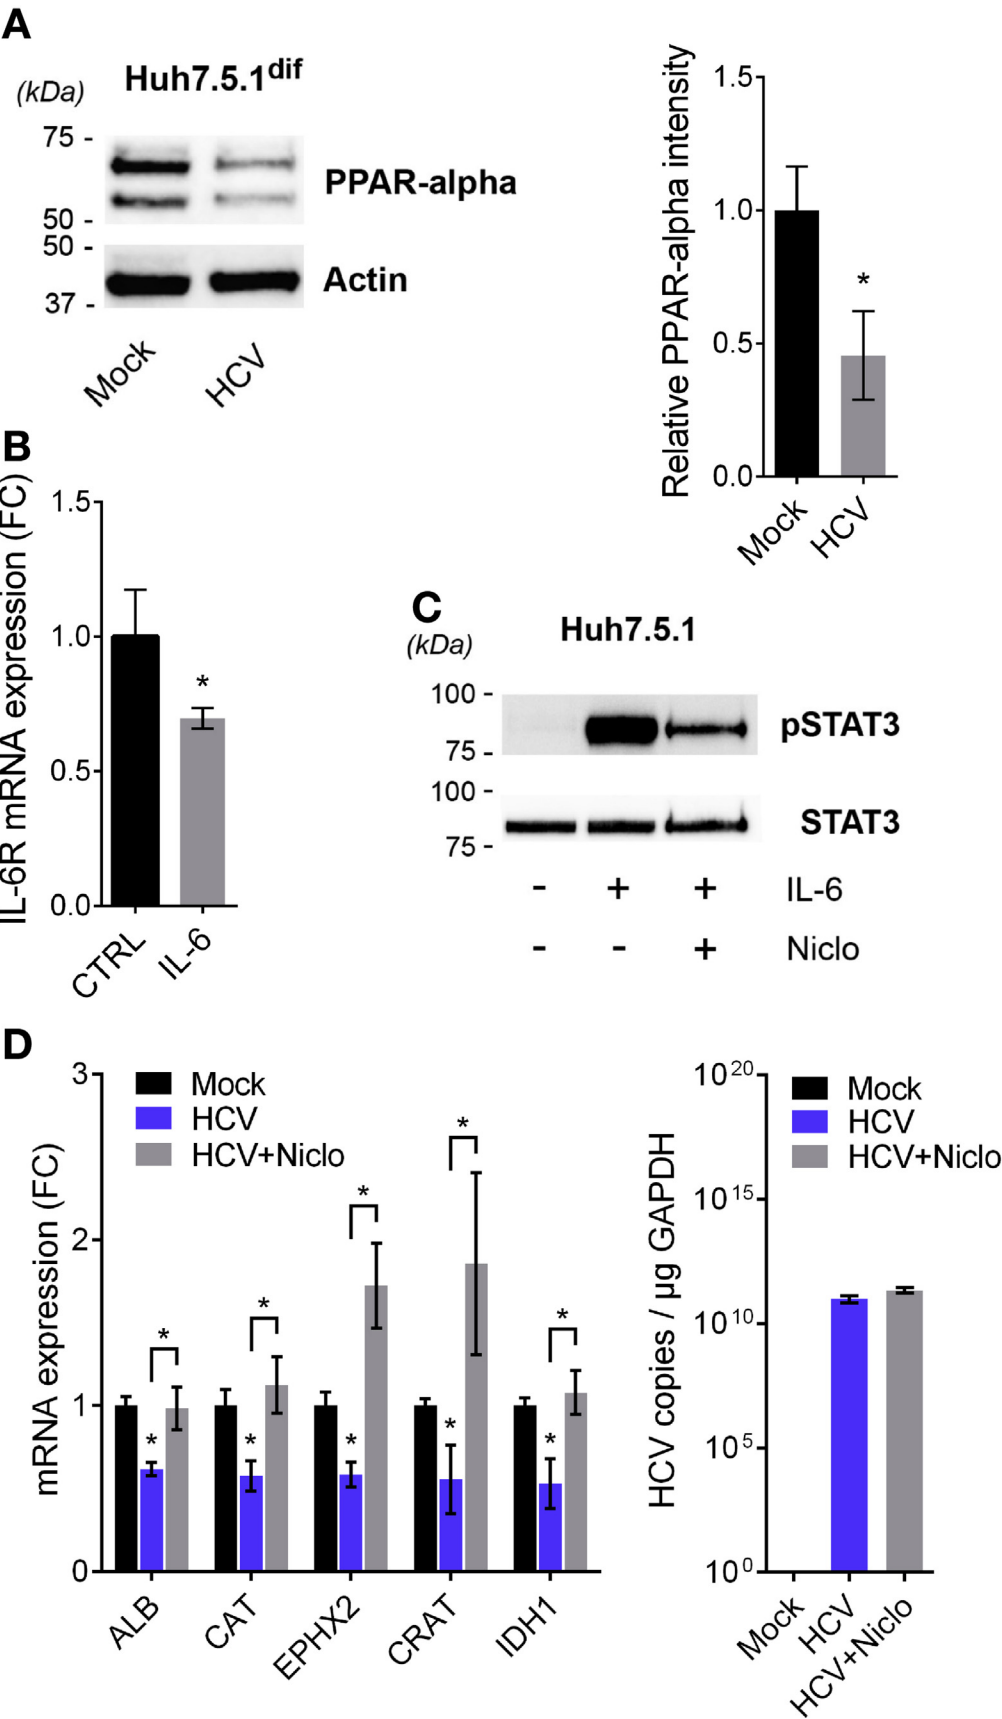 A
Huh7.5.1dif
(kDa)
75 -
50 -
PPAR-alpha
50 -
37 -
Actin
Mock
HCV
Relative PPAR-alpha intensity
1.5
1.0
0.5
0.0
*
Mock
HCV
B
IL-6R mRNA expression (FC)
1.5
1.0
0.5
0.0
*
CTRL
IL-6
C
(kDa)
Huh7.5.1
100 -
75 -
pSTAT3
100 -
75 -
STAT3
- + + IL-6
- - + Niclo
D
mRNA expression (FC)
3
2
1
0
Mock
HCV
HCV+Niclo
* * * * *
* * * * *
ALB
CAT
EPHX2
CRAT
IDH1
HCV copies / µg GAPDH
10^20
10^15
10^10
10^5
10^0
Mock
HCV
HCV+Niclo
Mock
HCV
HCV+Niclo